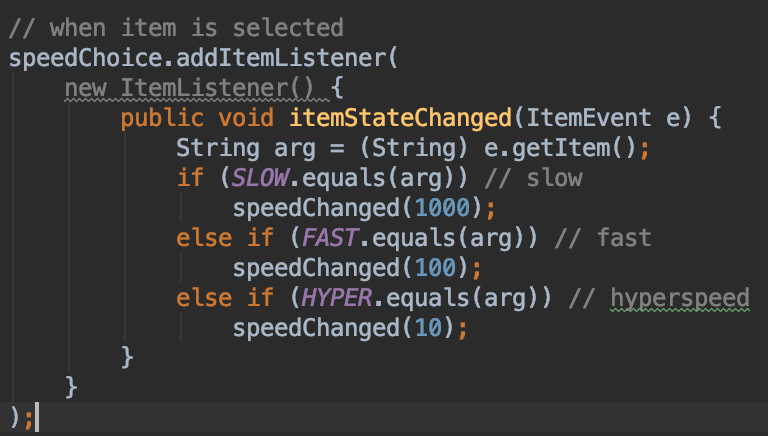 // when item is selected
speedChoice.addItemListener(
new ItemListener() {
public void itemStateChanged(ItemEvent e) {
String arg = (String) e.getItem();
if (SLOW.equals(arg)) // slow
speedChanged(1000);
else if (FAST.equals(arg)) // fast
speedChanged(100);
else if (HYPER.equals(arg)) // hyperspeed
speedChanged(10);
}
}
);